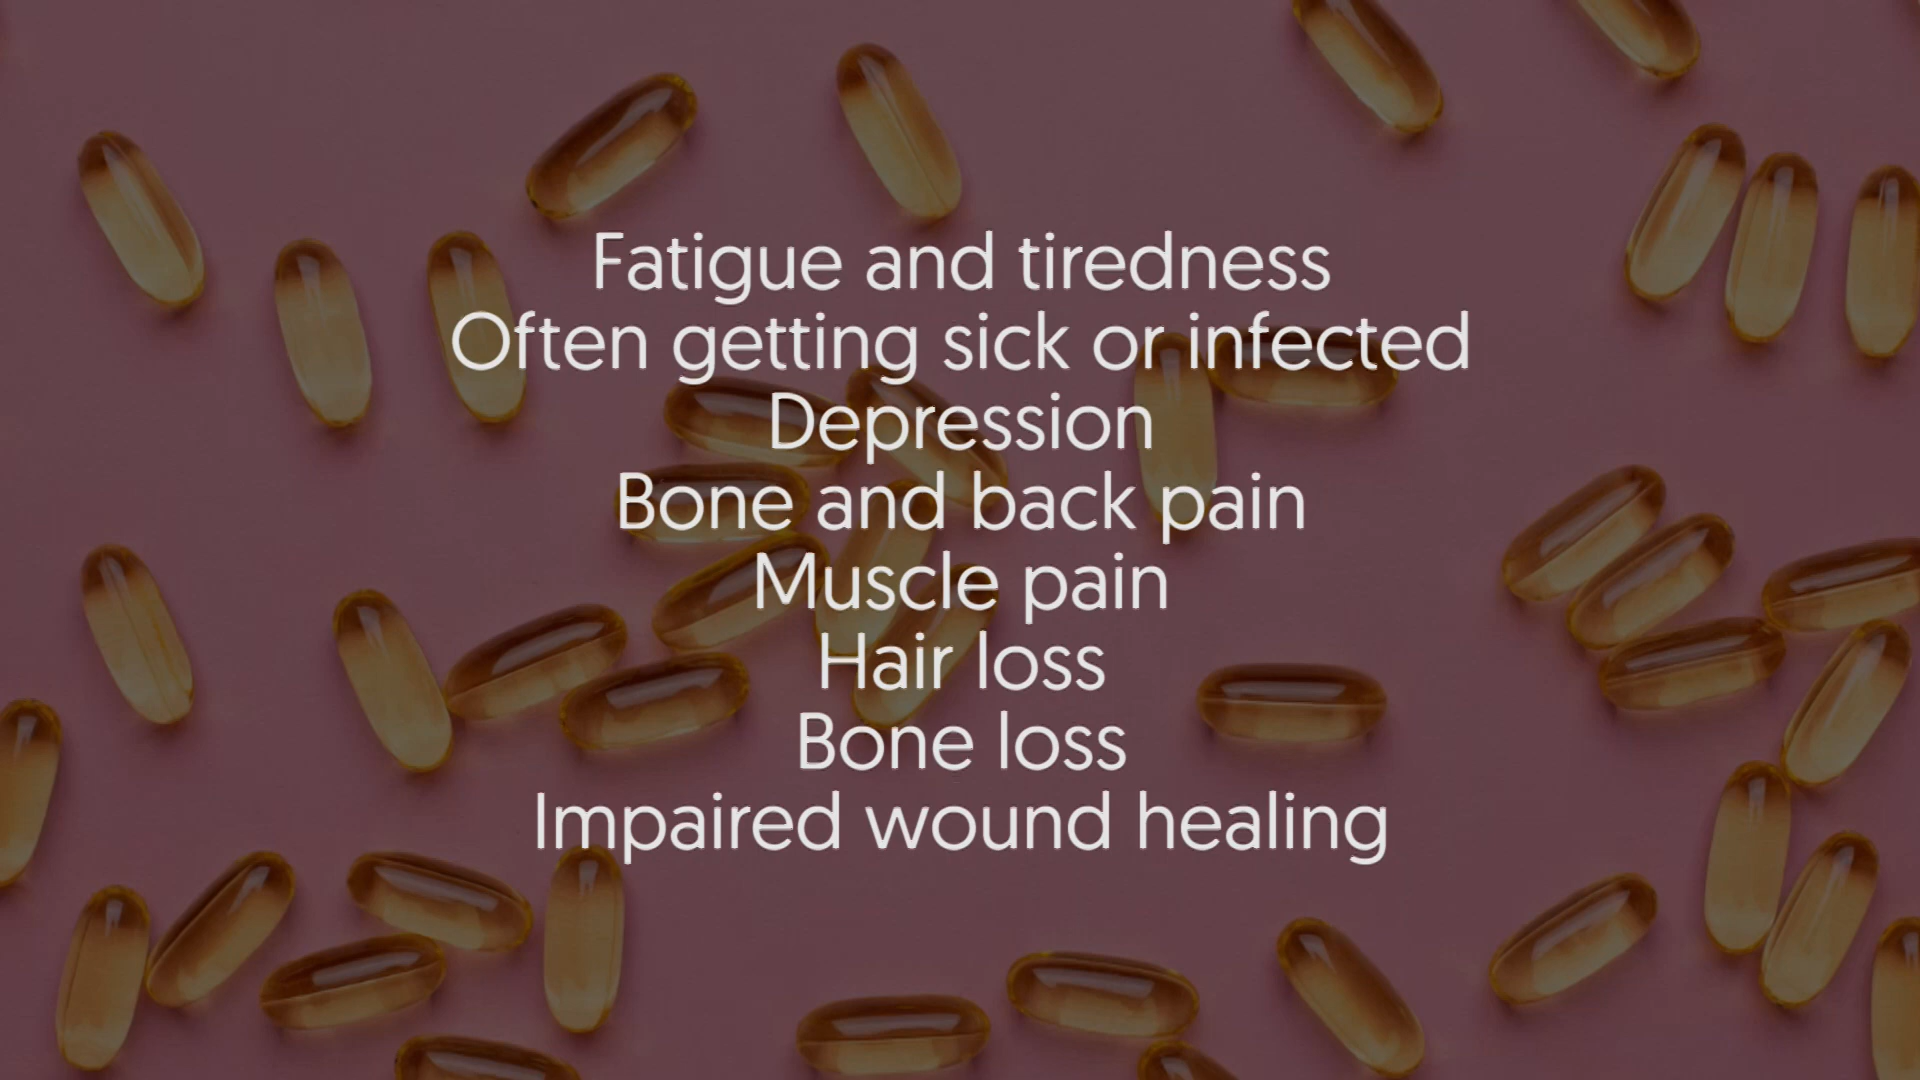 Fatigue and tiredness
Often getting sick or infected
Depression
Bone and back pain
Muscle pain
Hair loss
Bone loss
Impaired wound healing